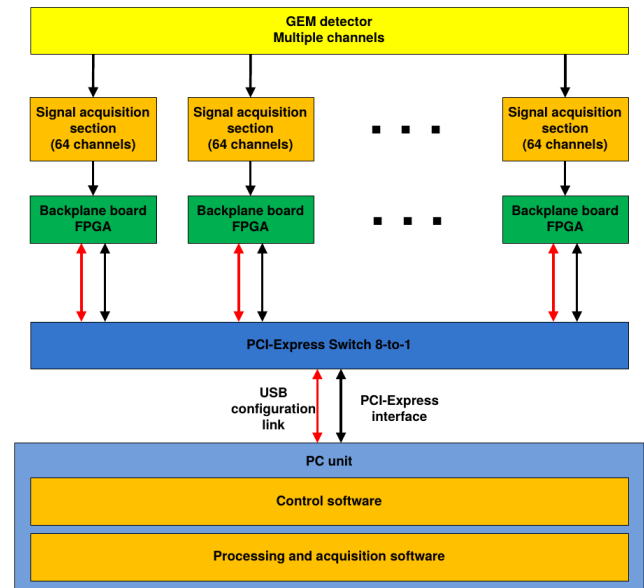 GEM detector
Multiple channels
Signal acquisition
section
(64 channels)
Signal acquisition
section
(64 channels)
Signal acquisition
section
(64 channels)
Backplane board
FPGA
Backplane board
FPGA
Backplane board
FPGA
PCI-Express Switch 8-to-1
USB
configuration
link
PCI-Express
interface
PC unit
Control software
Processing and acquisition software